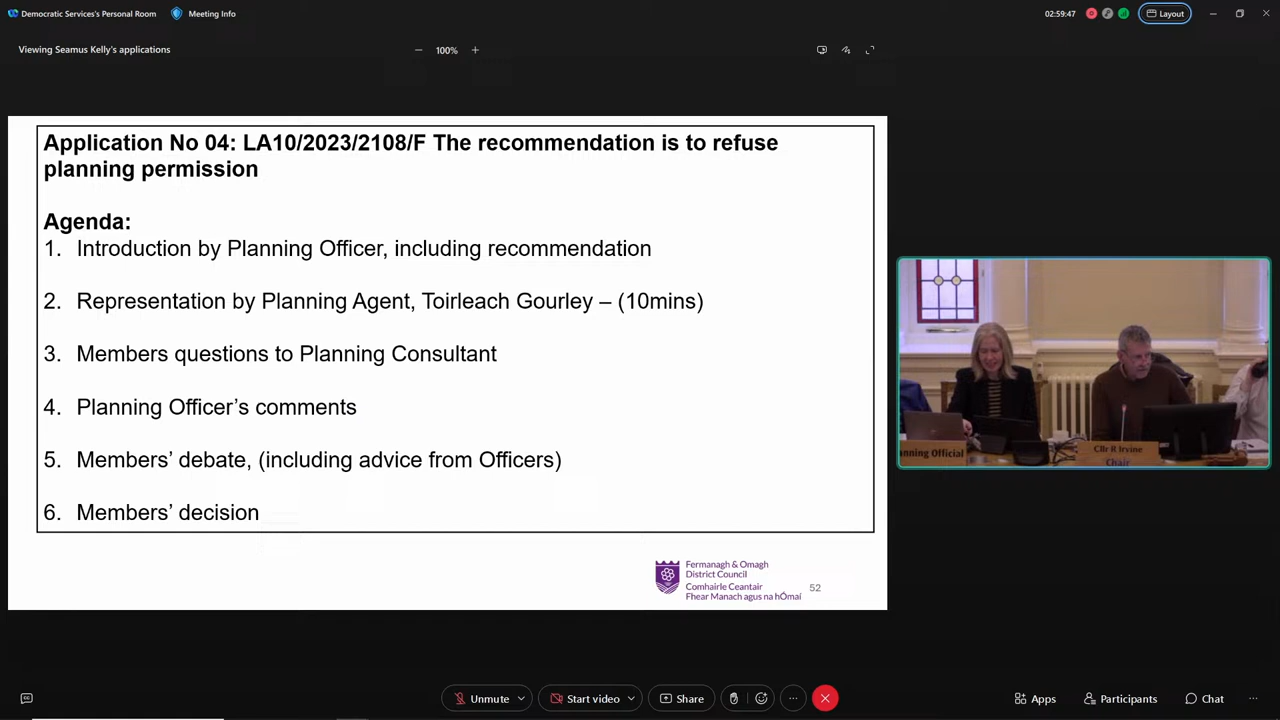 Democratic Services's Personal Room
Meeting Info
02:59:47
Layout
Viewing Seamus Kelly's applications
100%
Application No 04: LA10/2023/2108/F The recommendation is to refuse
planning permission
Agenda:
1. Introduction by Planning Officer, including recommendation
2. Representation by Planning Agent, Toirleach Gourley – (10mins)
3. Members questions to Planning Consultant
4. Planning Officer’s comments
5. Members’ debate, (including advice from Officers)
6. Members’ decision
Fermanagh & Omagh
District Council
Comhairle Ceantair
Fhear Manach agus na hÓmaí
52
nning Official
Cllr R Irvine
Chair
Unmute
Start video
Share
Apps
Participants
Chat